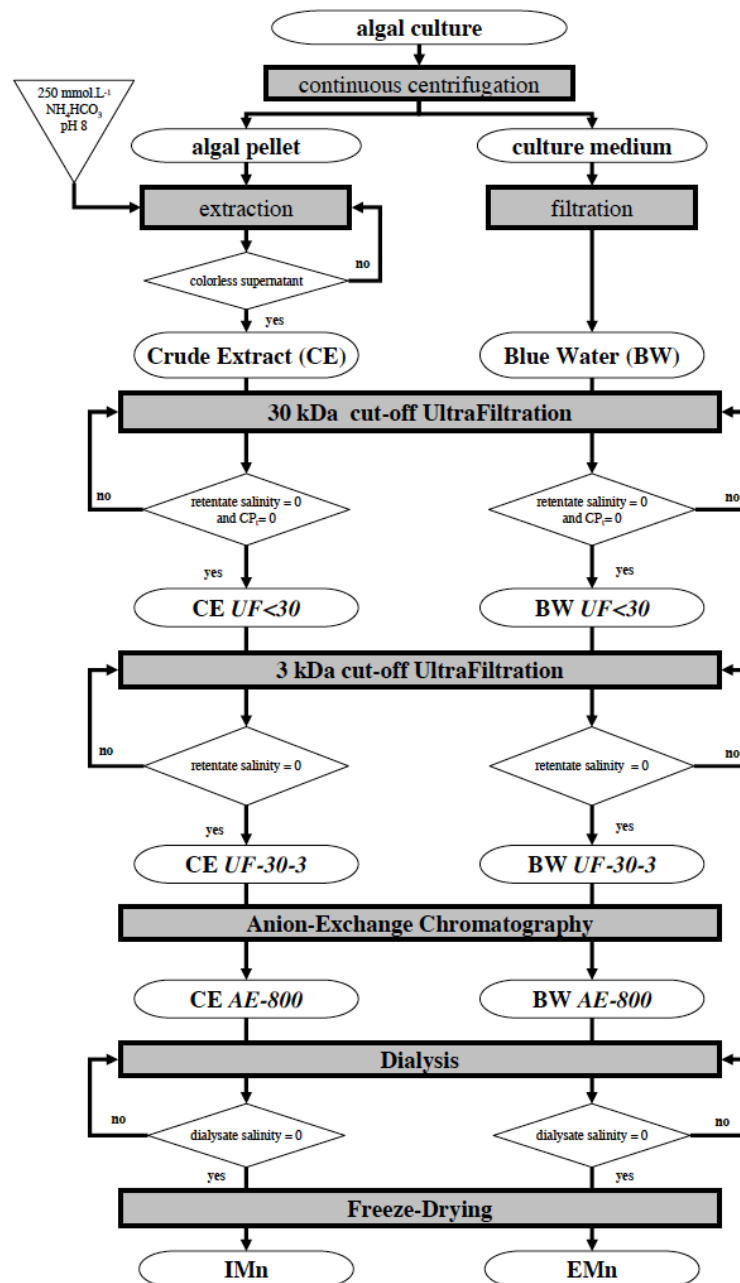 algal culture
250 mmol.L⁻¹
NH₄HCO₃
pH 8
continuous centrifugation
algal pellet
culture medium
extraction
filtration
no
colorless supernatant
yes
Crude Extract (CE)
Blue Water (BW)
30 kDa cut-off UltraFiltration
no
retentate salinity = 0
and CPᵢ= 0
retentate salinity = 0
and CPᵢ= 0
no
yes
yes
CE UF<30
BW UF<30
3 kDa cut-off UltraFiltration
no
retentate salinity = 0
retentate salinity = 0
no
yes
yes
CE UF-30-3
BW UF-30-3
Anion-Exchange Chromatography
CE AE-800
BW AE-800
Dialysis
no
dialysate salinity = 0
dialysate salinity = 0
no
yes
yes
Freeze-Drying
IMn
EMn